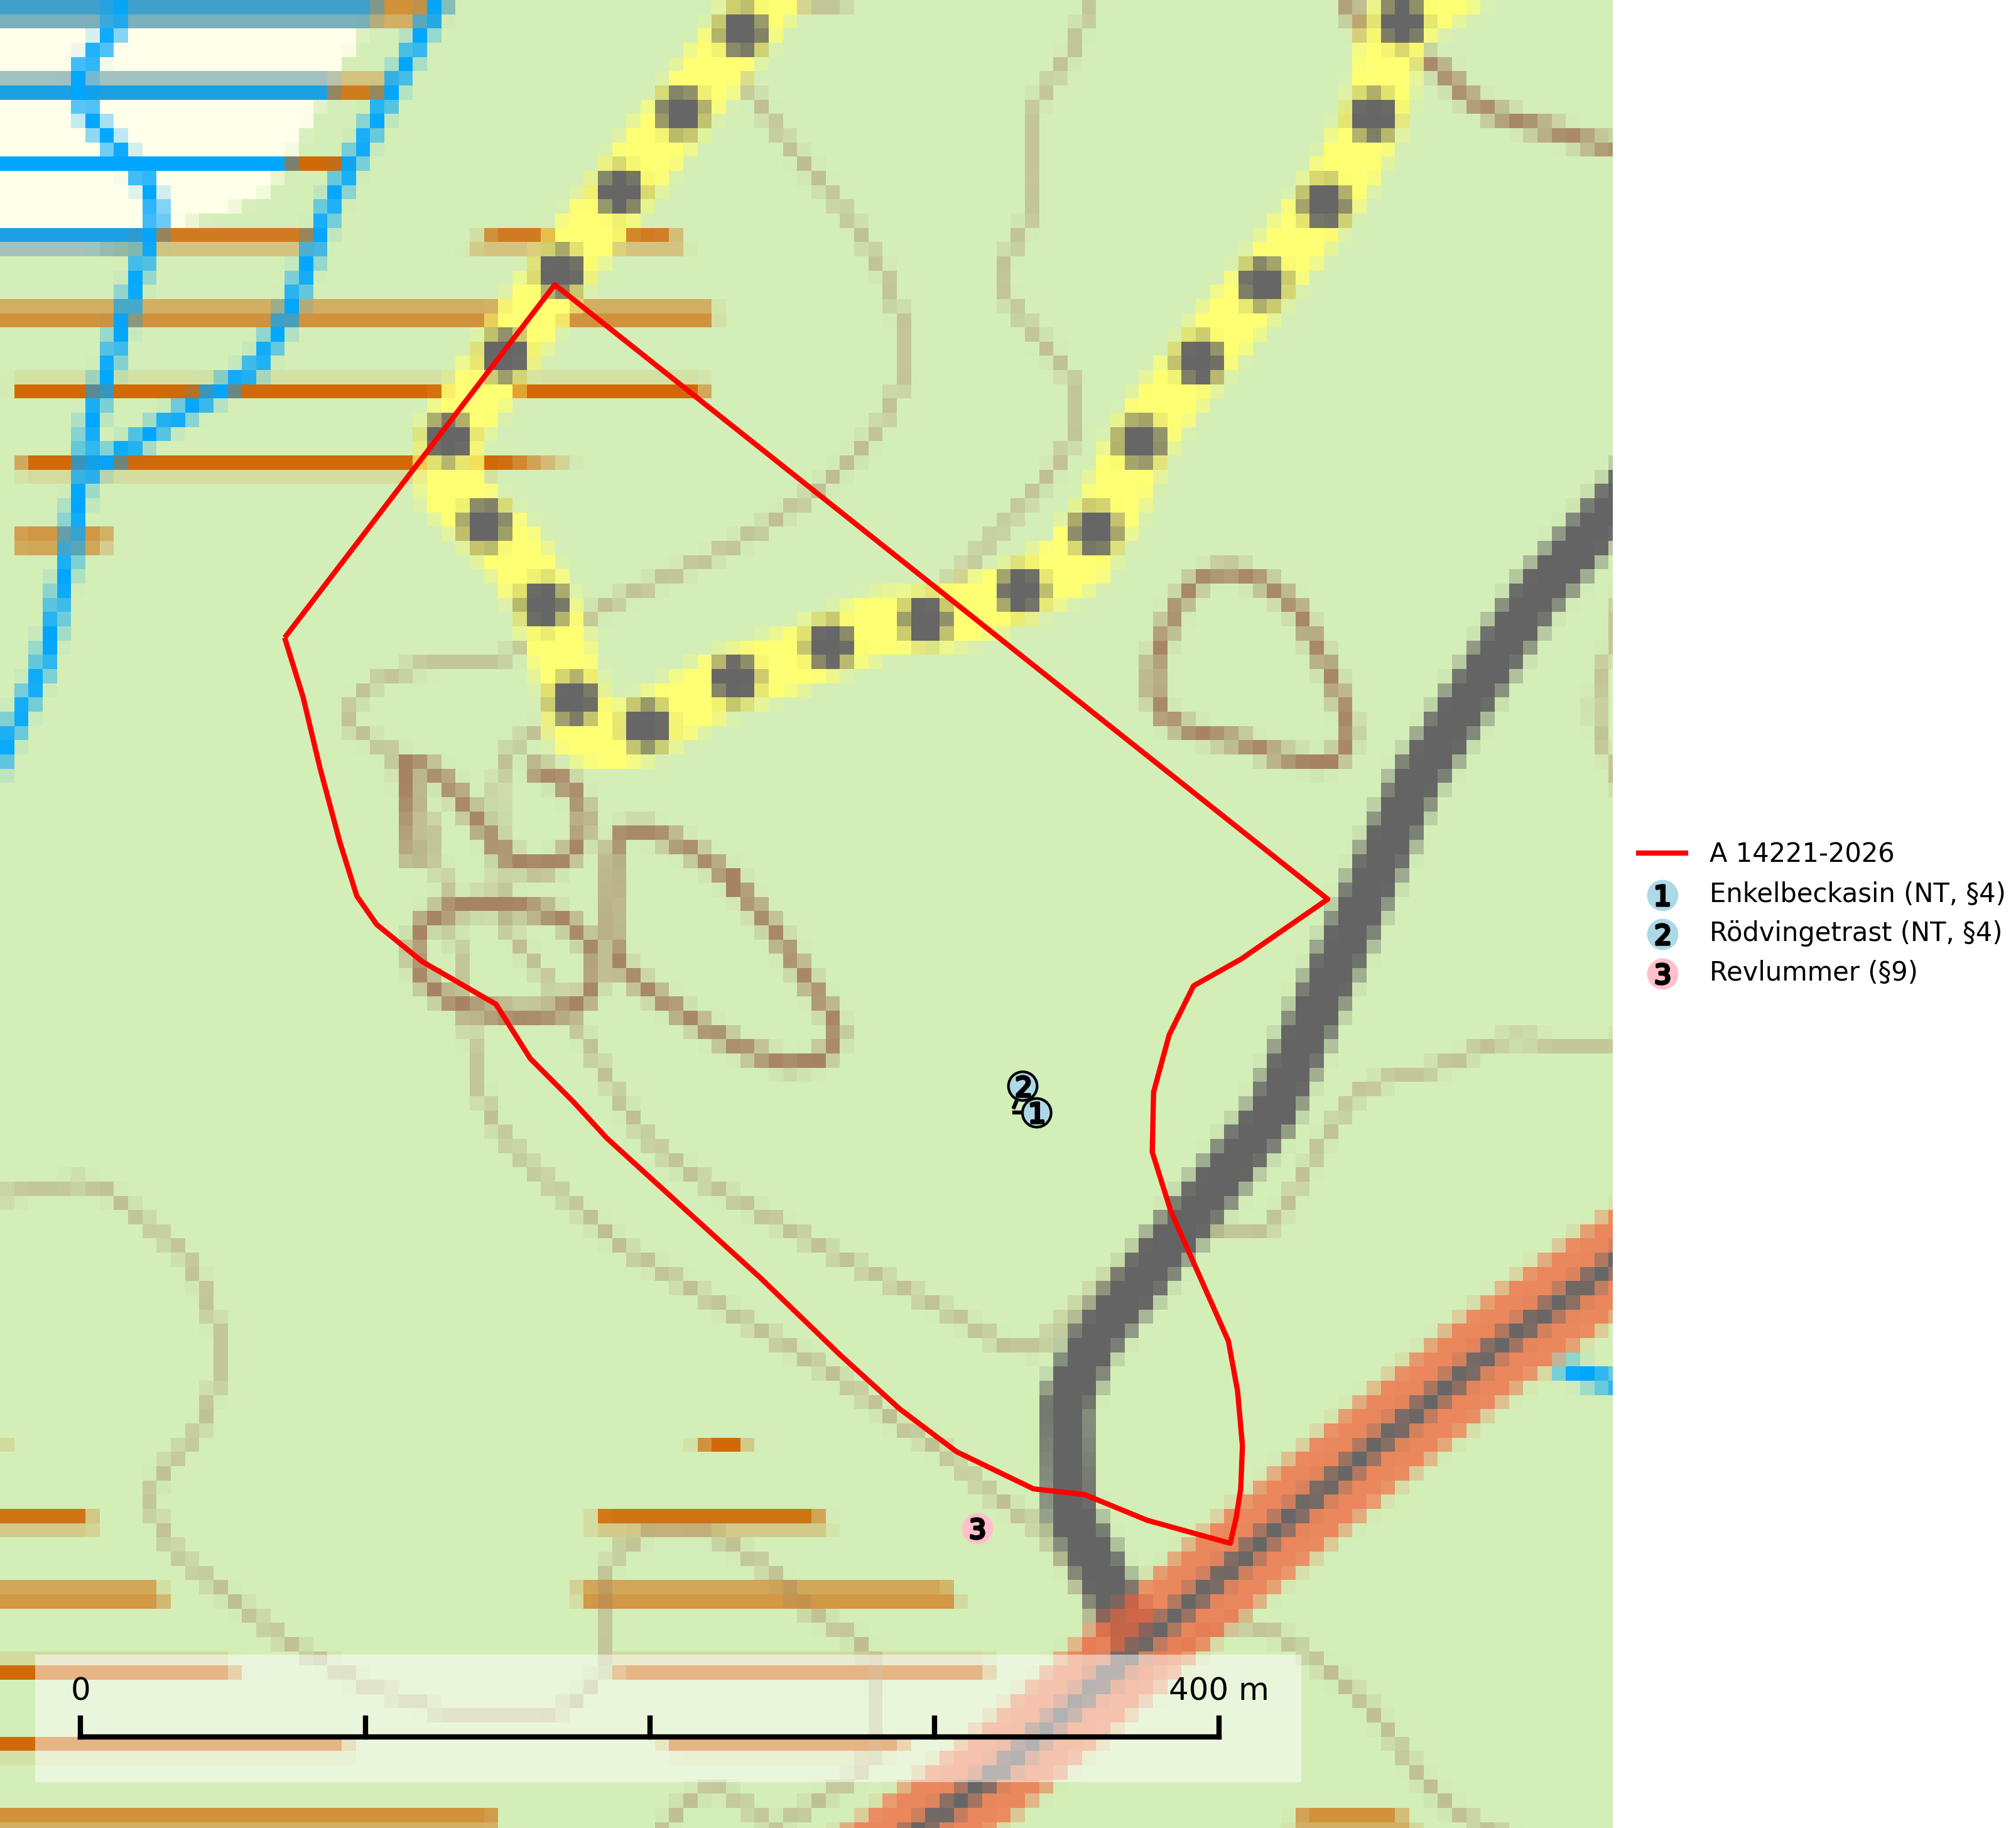 2
1
3
0
400 m
A 14221-2026
1 Enkelbeckasin (NT, §4)
2 Rödvingetrast (NT, §4)
3 Revlummer (§9)